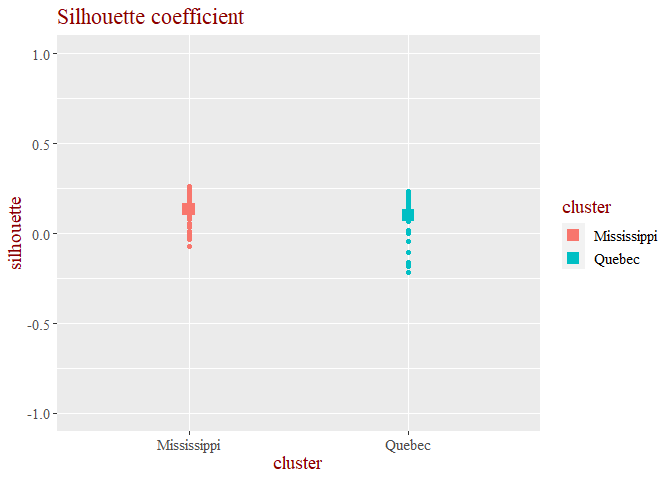 Silhouette coefficient
1.0
0.5
0.0
-0.5
-1.0
silhouette
Mississippi
Quebec
cluster
cluster
Mississippi
Quebec